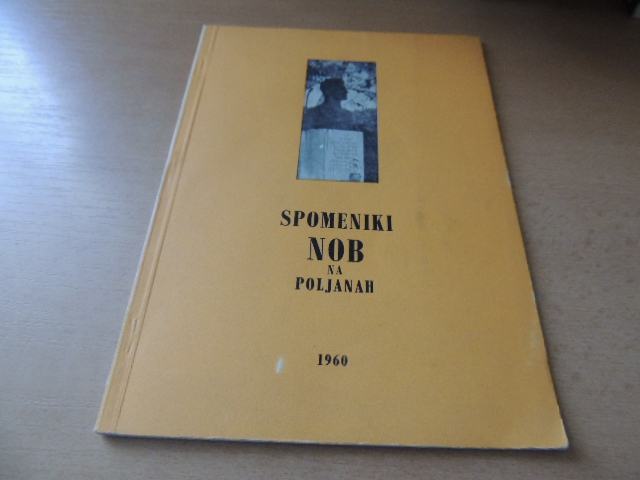 SPOMENIKI
NOB
NA
POLJANAH
1960